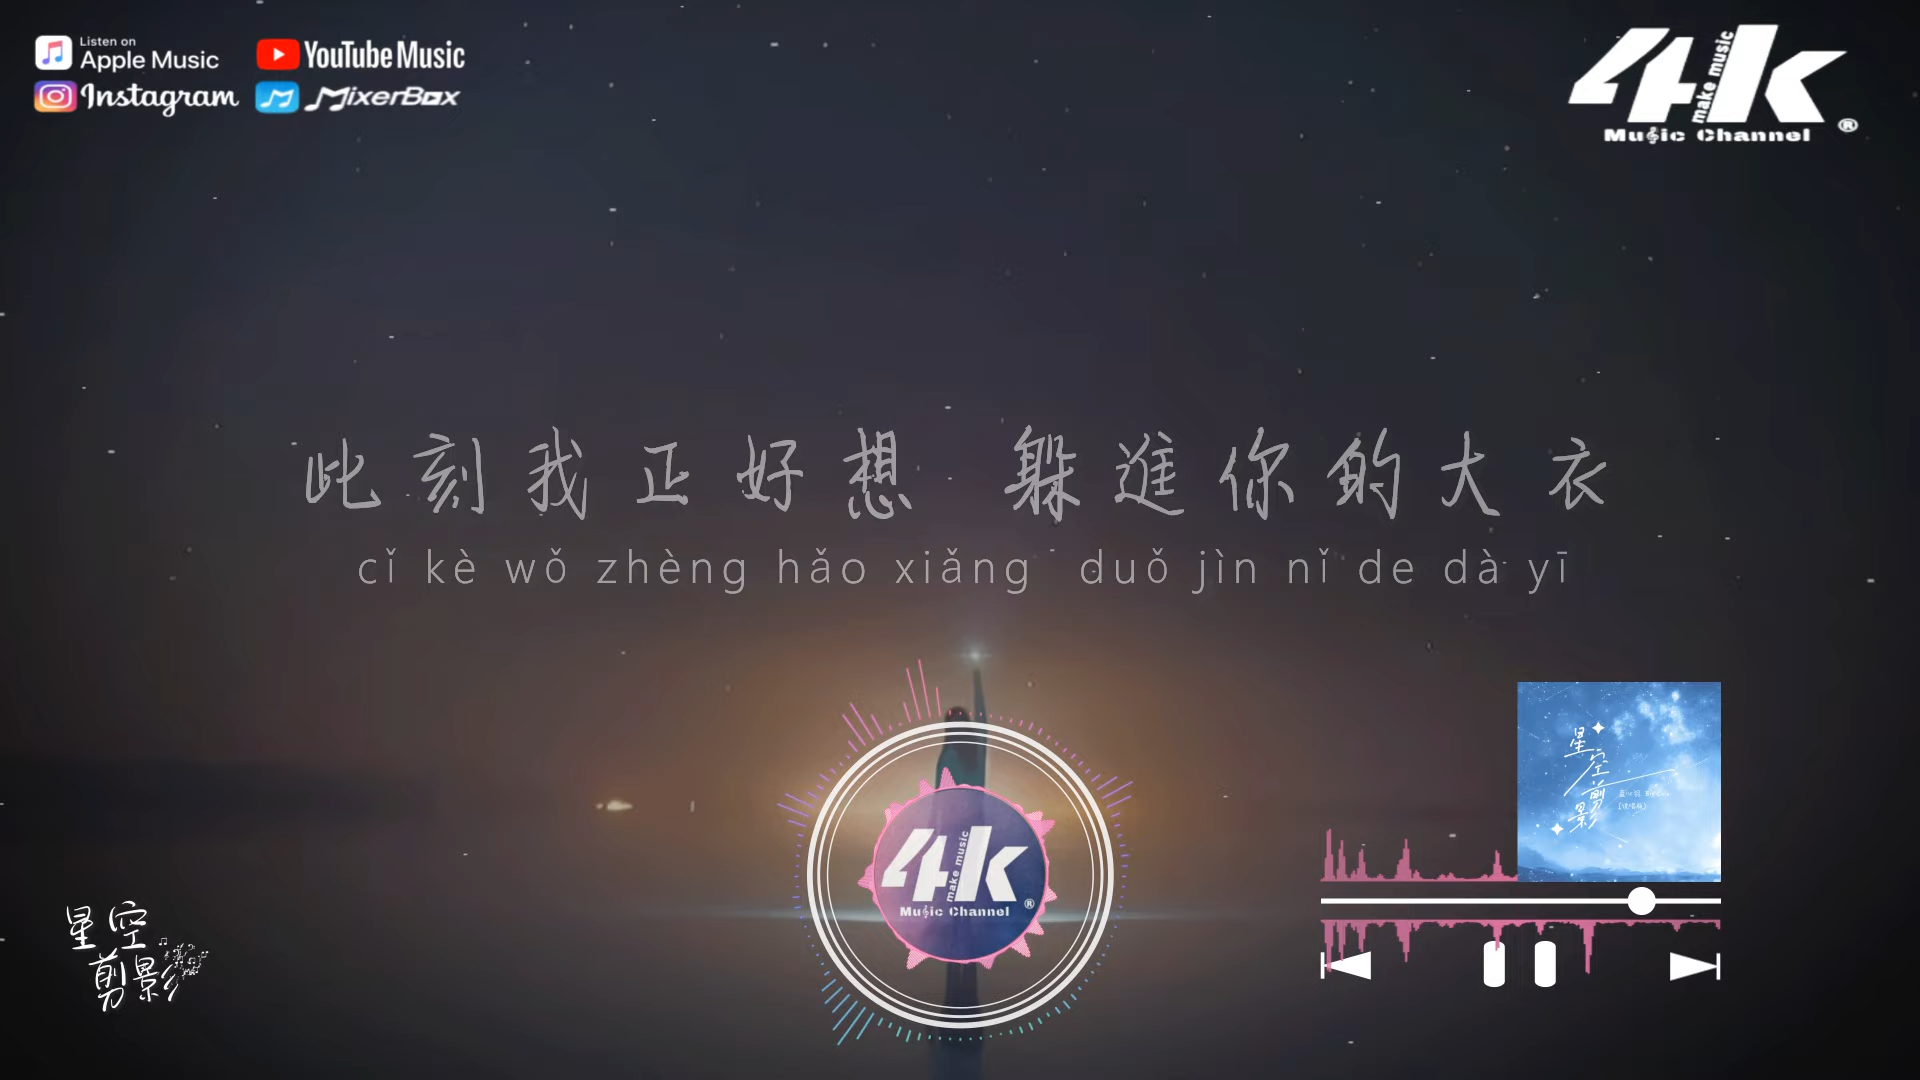 Listen on
Apple Music
YouTube Music
Instagram
MixerBox
4k
make music
Music Channel
®
此刻我正好想 躲進你的大衣
cǐ kè wǒ zhèng hǎo xiǎng duǒ jìn nǐ de dà yī
星空
剪影
4k
make music
Music Channel
®
星空剪影